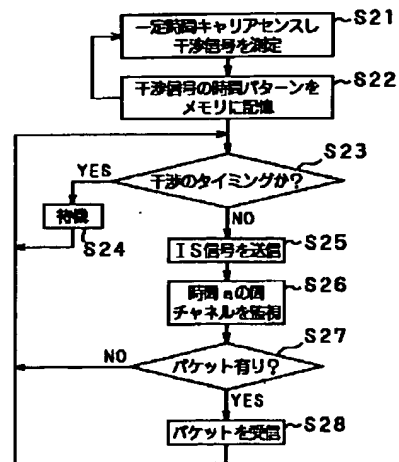 一定時間キャリアセンスし
干渉信号を測定
S21
干渉信号の時間パターンを
メモリに記憶
S22
干渉のタイミングか?
S23
YES
NO
待機
S24
IS信号を送信
S25
時間nの間
チャネルを監視
S26
パケット有り?
S27
NO
YES
パケットを受信
S28